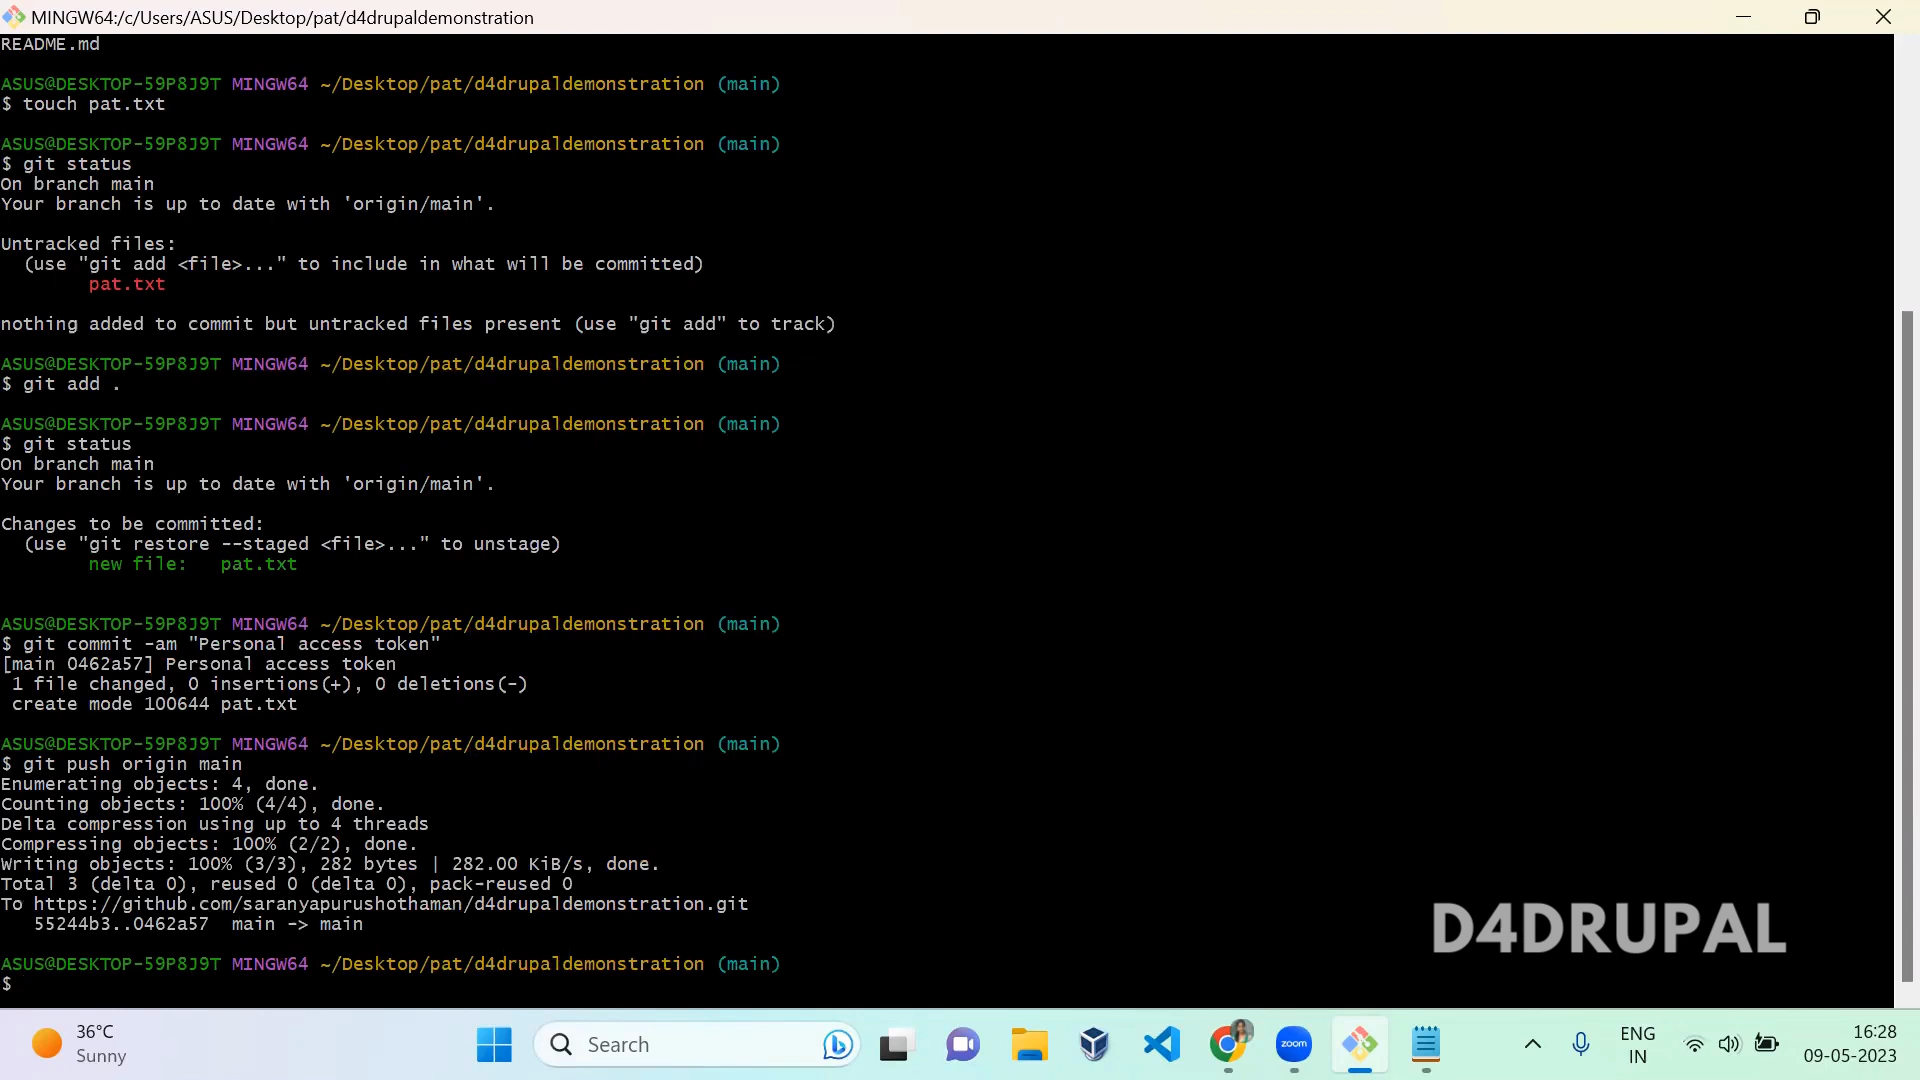 MINGW64:/c/Users/ASUS/Desktop/pat/d4drupaldemonstration
README.md
ASUS@DESKTOP-59P8J9T MINGW64 ~/Desktop/pat/d4drupaldemonstration (main)
$ touch pat.txt
ASUS@DESKTOP-59P8J9T MINGW64 ~/Desktop/pat/d4drupaldemonstration (main)
$ git status
On branch main
Your branch is up to date with 'origin/main'.
Untracked files:
(use "git add <file>..." to include in what will be committed)
pat.txt
nothing added to commit but untracked files present (use "git add" to track)
ASUS@DESKTOP-59P8J9T MINGW64 ~/Desktop/pat/d4drupaldemonstration (main)
$ git add .
ASUS@DESKTOP-59P8J9T MINGW64 ~/Desktop/pat/d4drupaldemonstration (main)
$ git status
On branch main
Your branch is up to date with 'origin/main'.
Changes to be committed:
(use "git restore --staged <file>..." to unstage)
new file:   pat.txt
ASUS@DESKTOP-59P8J9T MINGW64 ~/Desktop/pat/d4drupaldemonstration (main)
$ git commit -am "Personal access token"
[main 0462a57] Personal access token
1 file changed, 0 insertions(+), 0 deletions(-)
create mode 100644 pat.txt
ASUS@DESKTOP-59P8J9T MINGW64 ~/Desktop/pat/d4drupaldemonstration (main)
$ git push origin main
Enumerating objects: 4, done.
Counting objects: 100% (4/4), done.
Delta compression using up to 4 threads
Compressing objects: 100% (2/2), done.
Writing objects: 100% (3/3), 282 bytes | 282.00 KiB/s, done.
Total 3 (delta 0), reused 0 (delta 0), pack-reused 0
To https://github.com/saranyapurushothaman/d4drupaldemonstration.git
55244b3..0462a57  main -> main
ASUS@DESKTOP-59P8J9T MINGW64 ~/Desktop/pat/d4drupaldemonstration (main)
$
D4DRUPAL
36°C
Sunny
Search
zoom
ENG
IN
16:28
09-05-2023